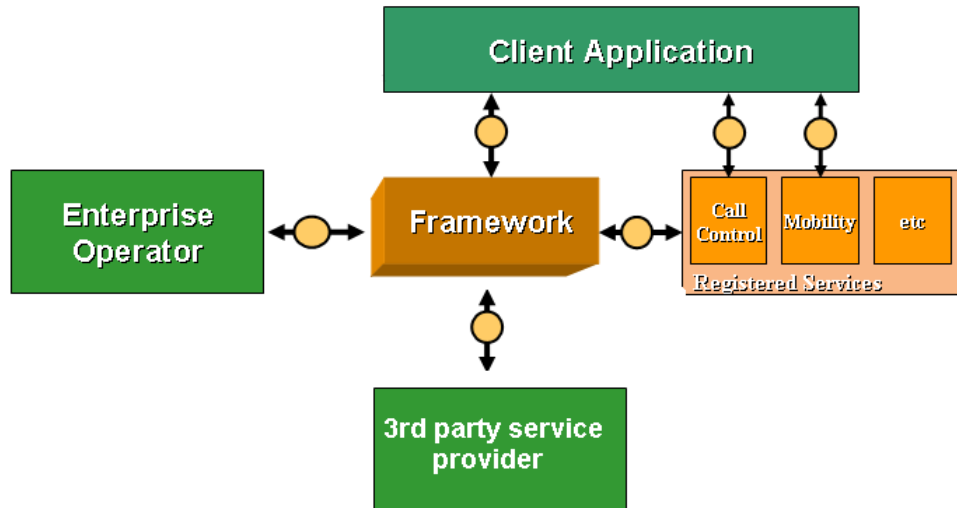 Client Application
Enterprise
Operator
Framework
Call
Control
Mobility
etc
Registered Services
3rd party service
provider